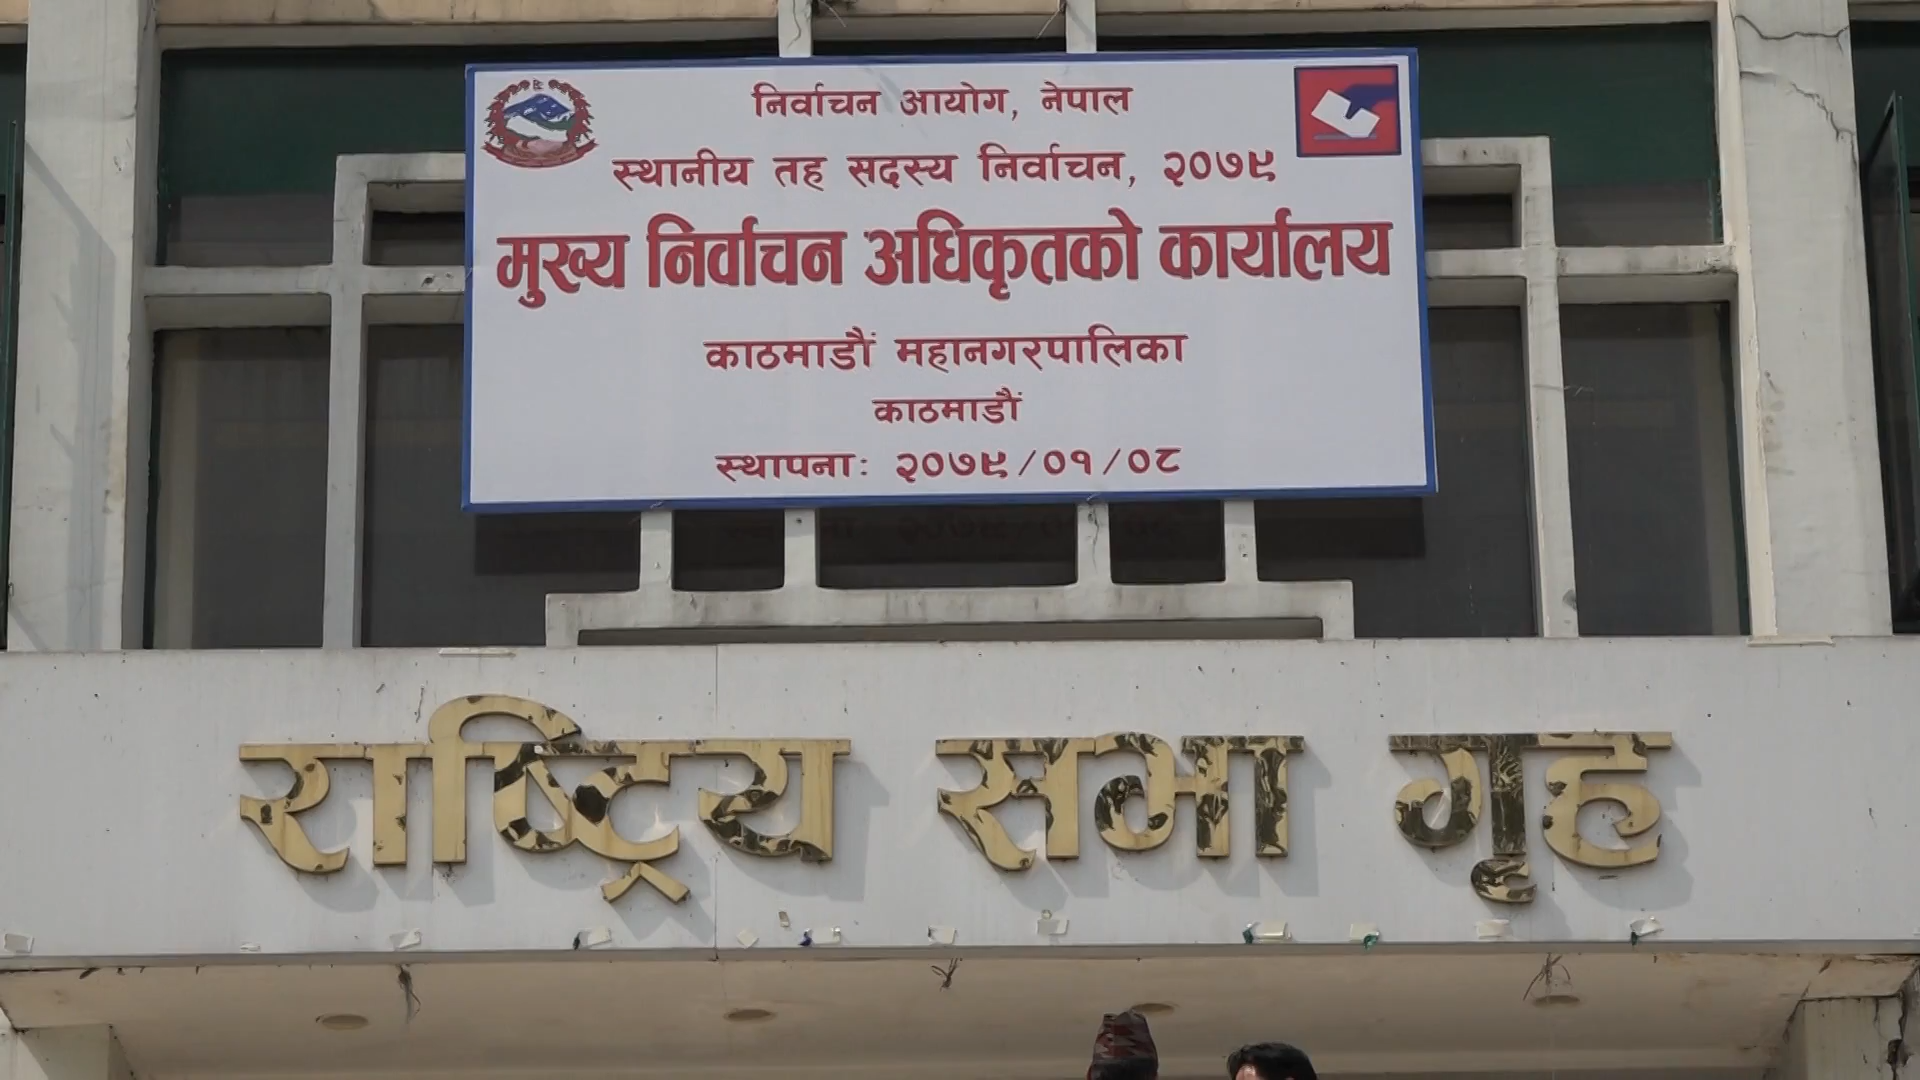 निर्वाचन आयोग, नेपाल
स्थानीय तह सदस्य निर्वाचन, २०७९
मुख्य निर्वाचन अधिकृतको कार्यालय
काठमाडौं महानगरपालिका
काठमाडौं
स्थापना: २०७९/०१/०८
राष्ट्रिय सभा गृह